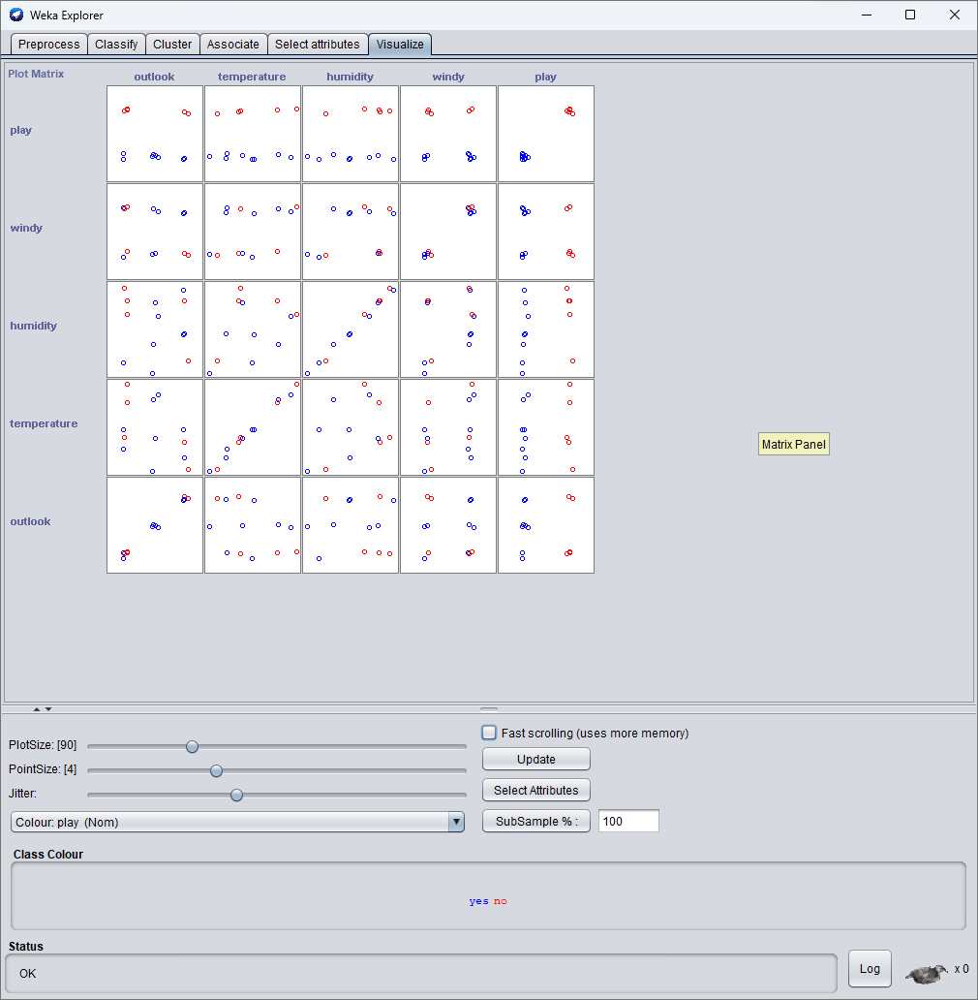 Weka Explorer
Preprocess Classify Cluster Associate Select attributes Visualize
Plot Matrix outlook temperature humidity windy play
play
windy
humidity
temperature
Matrix Panel
outlook
Fast scrolling (uses more memory)
PlotSize: [90]
Update
PointSize: [4]
Select Attributes
Jitter:
Colour: play (Nom)
SubSample % : 100
Class Colour
yes no
Status
OK
Log
x 0